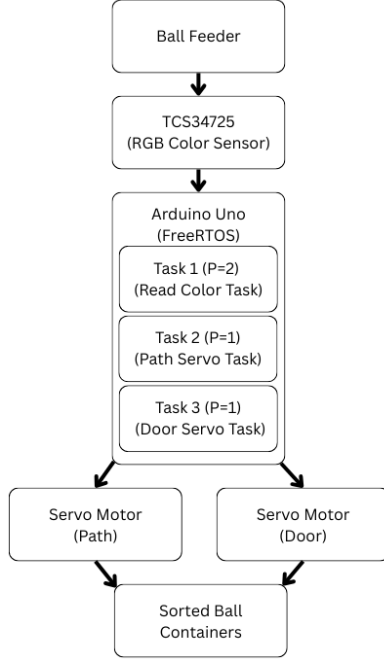 Ball Feeder
TCS34725
(RGB Color Sensor)
Arduino Uno
(FreeRTOS)
Task 1 (P=2)
(Read Color Task)
Task 2 (P=1)
(Path Servo Task)
Task 3 (P=1)
(Door Servo Task)
Servo Motor
(Path)
Servo Motor
(Door)
Sorted Ball
Containers